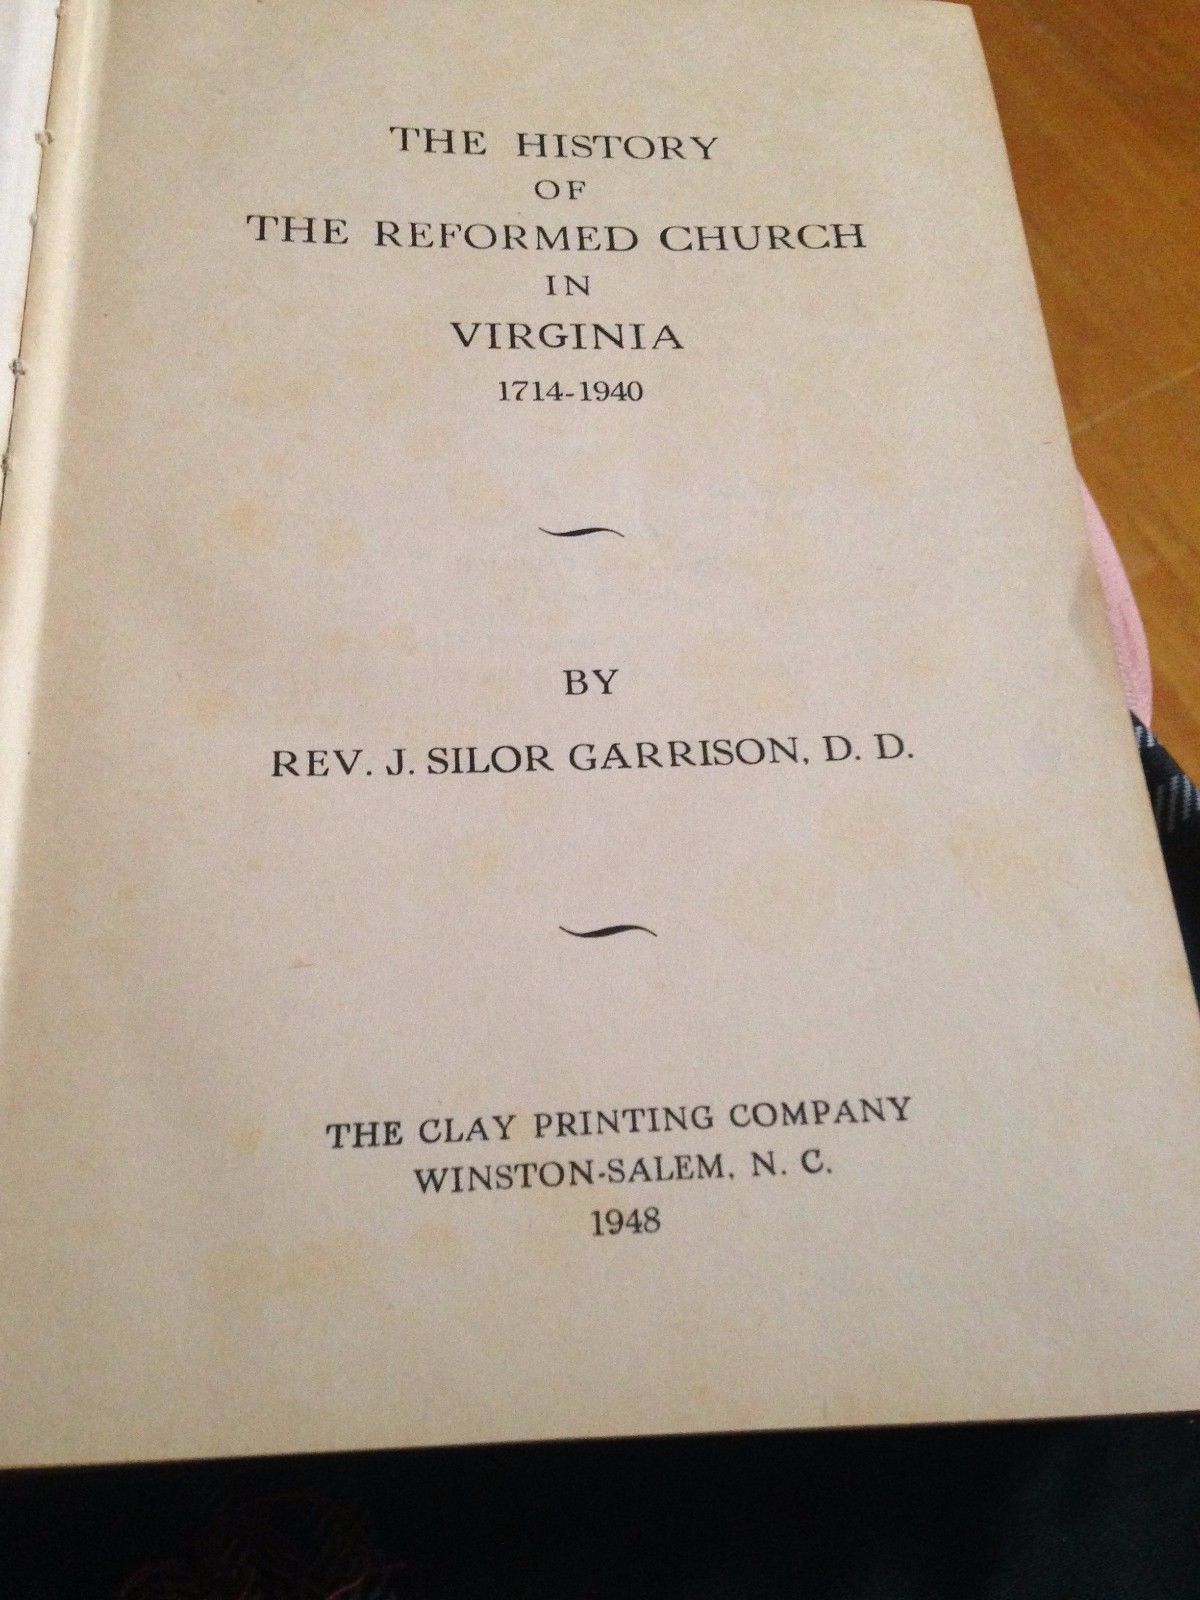 THE HISTORY
OF
THE REFORMED CHURCH
IN
VIRGINIA
1714-1940
BY
REV. J. SILOR GARRISON, D. D.
THE CLAY PRINTING COMPANY
WINSTON-SALEM, N. C.
1948